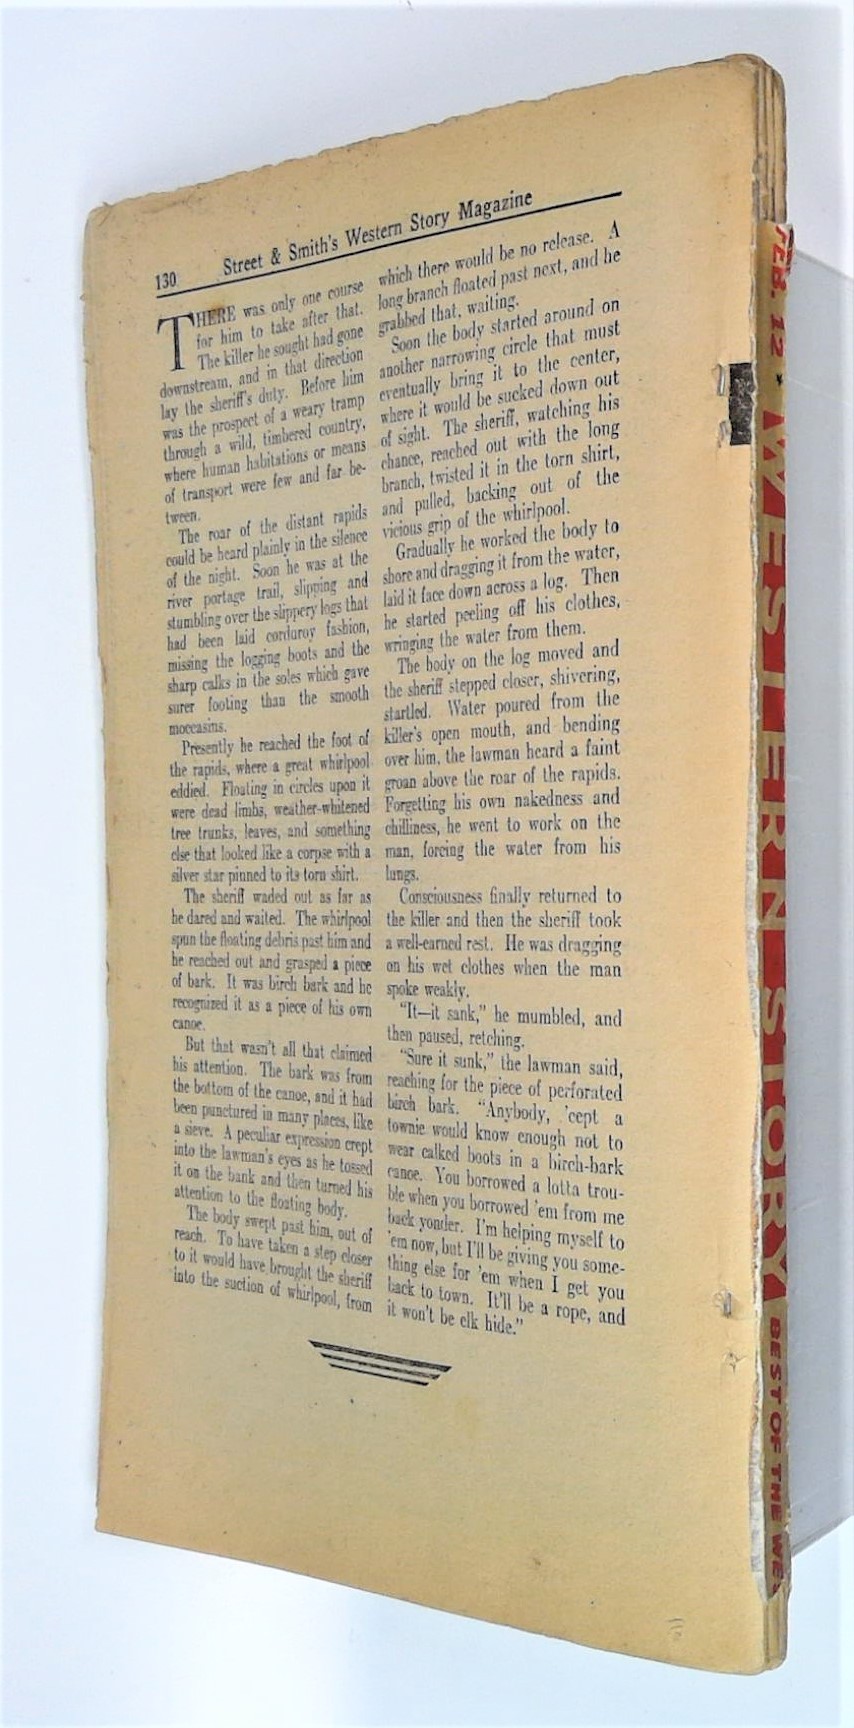 130 Street & Smith's Western Story Magazine
THERE was only one course
for him to take after that.
The killer he sought had gone
downstream, and in that direction
lay the sheriff's duty. Before him
was the prospect of a weary tramp
through a wild, timbered country,
where human habitations or means
of transport were few and far be-
tween.
The roar of the distant rapids
could be heard plainly in the silence
of the night. Soon he was at the
river portage trail, slipping and
stumbling over the slippery logs that
had been laid corduroy fashion,
missing the logging boots and the
sharp calks in the soles which gave
surer footing than the smooth
moccasins.
Presently he reached the foot of
the rapids, where a great whirlpool
eddied. Floating in circles upon it
were dead limbs, weather-whitened
tree trunks, leaves, and something
else that looked like a corpse with a
silver star pinned to its torn shirt.
The sheriff waded out as far as
he dared and waited. The whirlpool
spun the floating debris past him and
he reached out and grasped a piece
of bark. It was birch bark and he
recognized it as a piece of his own
canoe.
But that wasn't all that claimed
his attention. The bark was from
the bottom of the canoe, and it had
been punctured in many places, like
a sieve. A peculiar expression crept
into the lawman's eyes as he tossed
it on the bank and then turned his
attention to the floating body.
The body swept past him, out of
reach. To have taken a step closer
to it would have brought the sheriff
into the suction of whirlpool, from
which there would be no release. A
long branch floated past next, and he
grabbed that, waiting.
Soon the body started around on
another narrowing circle that must
eventually bring it to the center,
where it would be sucked down out
of sight. The sheriff, watching his
chance, reached out with the long
branch, twisted it in the torn shirt,
and pulled, backing out of the
vicious grip of the whirlpool.
Gradually he worked the body to
shore and dragging it from the water,
laid it face down across a log. Then
he started peeling off his clothes,
wringing the water from them.
The body on the log moved and
the sheriff stepped closer, shivering,
startled. Water poured from the
killer's open mouth, and bending
over him, the lawman heard a faint
groan above the roar of the rapids.
Forgetting his own nakedness and
chilliness, he went to work on the
man, forcing the water from his
lungs.
Consciousness finally returned to
the killer and then the sheriff took
a well-earned rest. He was dragging
on his wet clothes when the man
spoke weakly.
"It—it sank," he mumbled, and
then paused, retching.
"Sure it sunk," the lawman said,
reaching for the piece of perforated
birch bark. "Anybody, 'cept a
townie would know enough not to
wear calked boots in a birch-bark
canoe. You borrowed a lotta trou-
ble when you borrowed 'em from me
back yonder. I'm helping myself to
'em now, but I'll be giving you some-
thing else for 'em when I get you
back to town. It'll be a rope, and
it won't be elk hide."
FEB. 12 * WESTERN STORY BEST OF THE WES